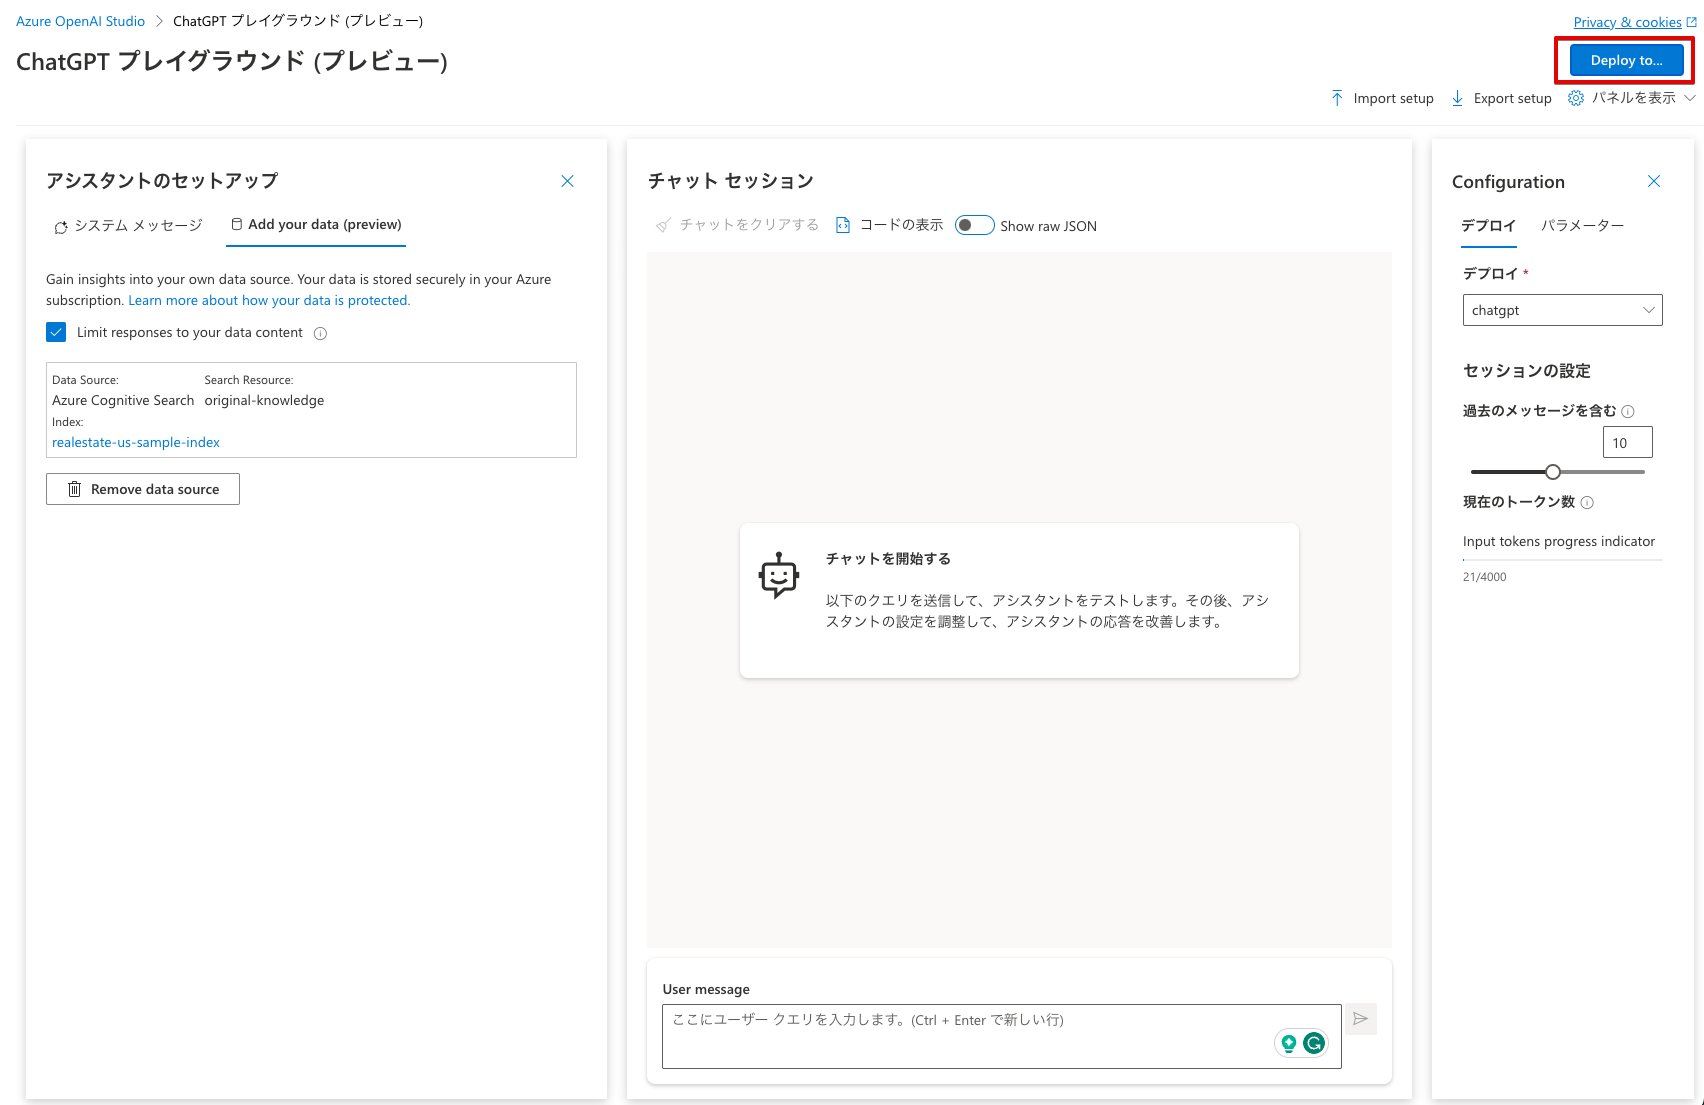 Azure OpenAI Studio > ChatGPT プレイグラウンド (プレビュー)
Privacy & cookies
ChatGPT プレイグラウンド (プレビュー)
Deploy to...
Import setup
Export setup
パネルを表示
アシスタントのセットアップ
システム メッセージ
Add your data (preview)
Gain insights into your own data source. Your data is stored securely in your Azure
subscription. Learn more about how your data is protected.
Limit responses to your data content
Data Source:
Search Resource:
Azure Cognitive Search
original-knowledge
Index:
realestate-us-sample-index
Remove data source
チャット セッション
チャットをクリアする
コードの表示
Show raw JSON
チャットを開始する
以下のクエリを送信して、アシスタントをテストします。その後、アシ
スタントの設定を調整して、アシスタントの応答を改善します。
User message
ここにユーザー クエリを入力します。(Ctrl + Enter で新しい行)
Configuration
デプロイ
パラメーター
デプロイ *
chatgpt
セッションの設定
過去のメッセージを含む
10
現在のトークン数
Input tokens progress indicator
21/4000